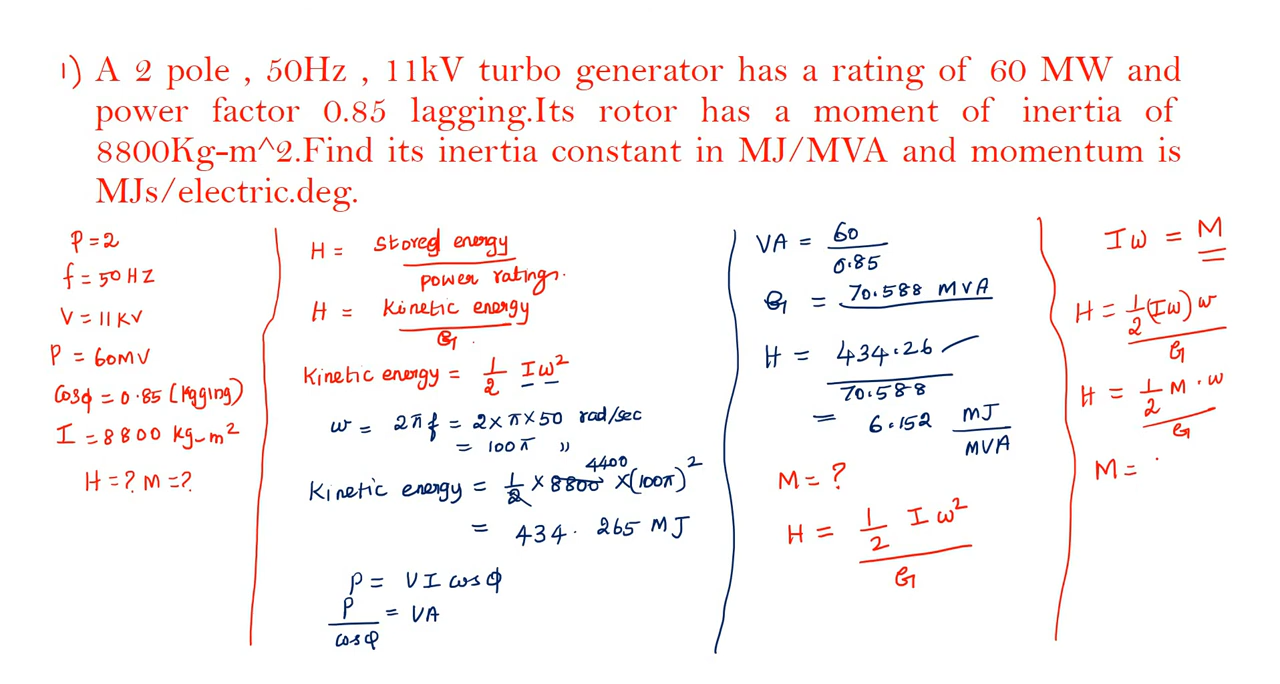 1) A 2 pole , 50Hz , 11kV turbo generator has a rating of 60 MW and
power factor 0.85 lagging.Its rotor has a moment of inertia of
8800Kg-m^2.Find its inertia constant in MJ/MVA and momentum is
MJs/electric.deg.
P = 2
f = 50 HZ
V = 11 KV
P = 60MV
cosϕ = 0.85 (lagging)
I = 8800 kg-m²
H = ? M = ?
H = Stored energy
power ratings.
H = Kinetic energy
G
Kinetic energy = 1/2 Iω²
ω = 2πf = 2×π×50 rad/sec
= 100π "
4400
Kinetic energy = 1/2 × 8800 ×(100π)²
= 434.265 MJ
P = VI cosϕ
P/cosϕ = VA
VA = 60/0.85
G = 70.588 MVA
H = 434.26
70.588
= 6.152 MJ/MVA
M = ?
H = 1/2 Iω²
G
Iω = M
H = 1/2 (Iω) ω
G
H = 1/2 M . ω
G
M =